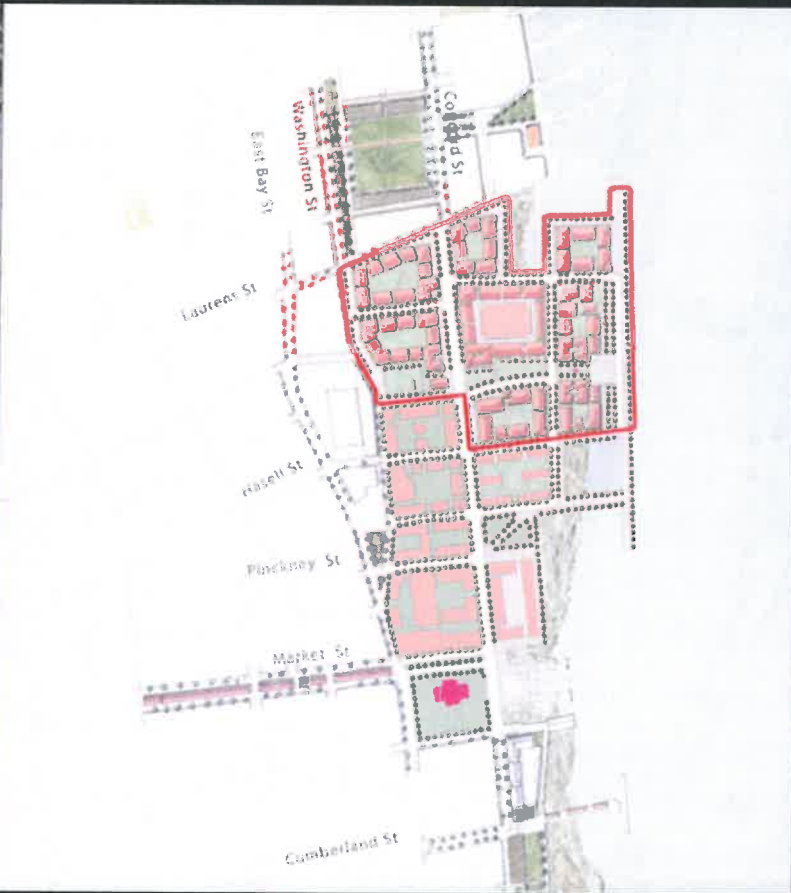 Concord St
Washington St
East Bay St
Laurens St
Hasell St
Pinckney St
Market St
Cumberland St